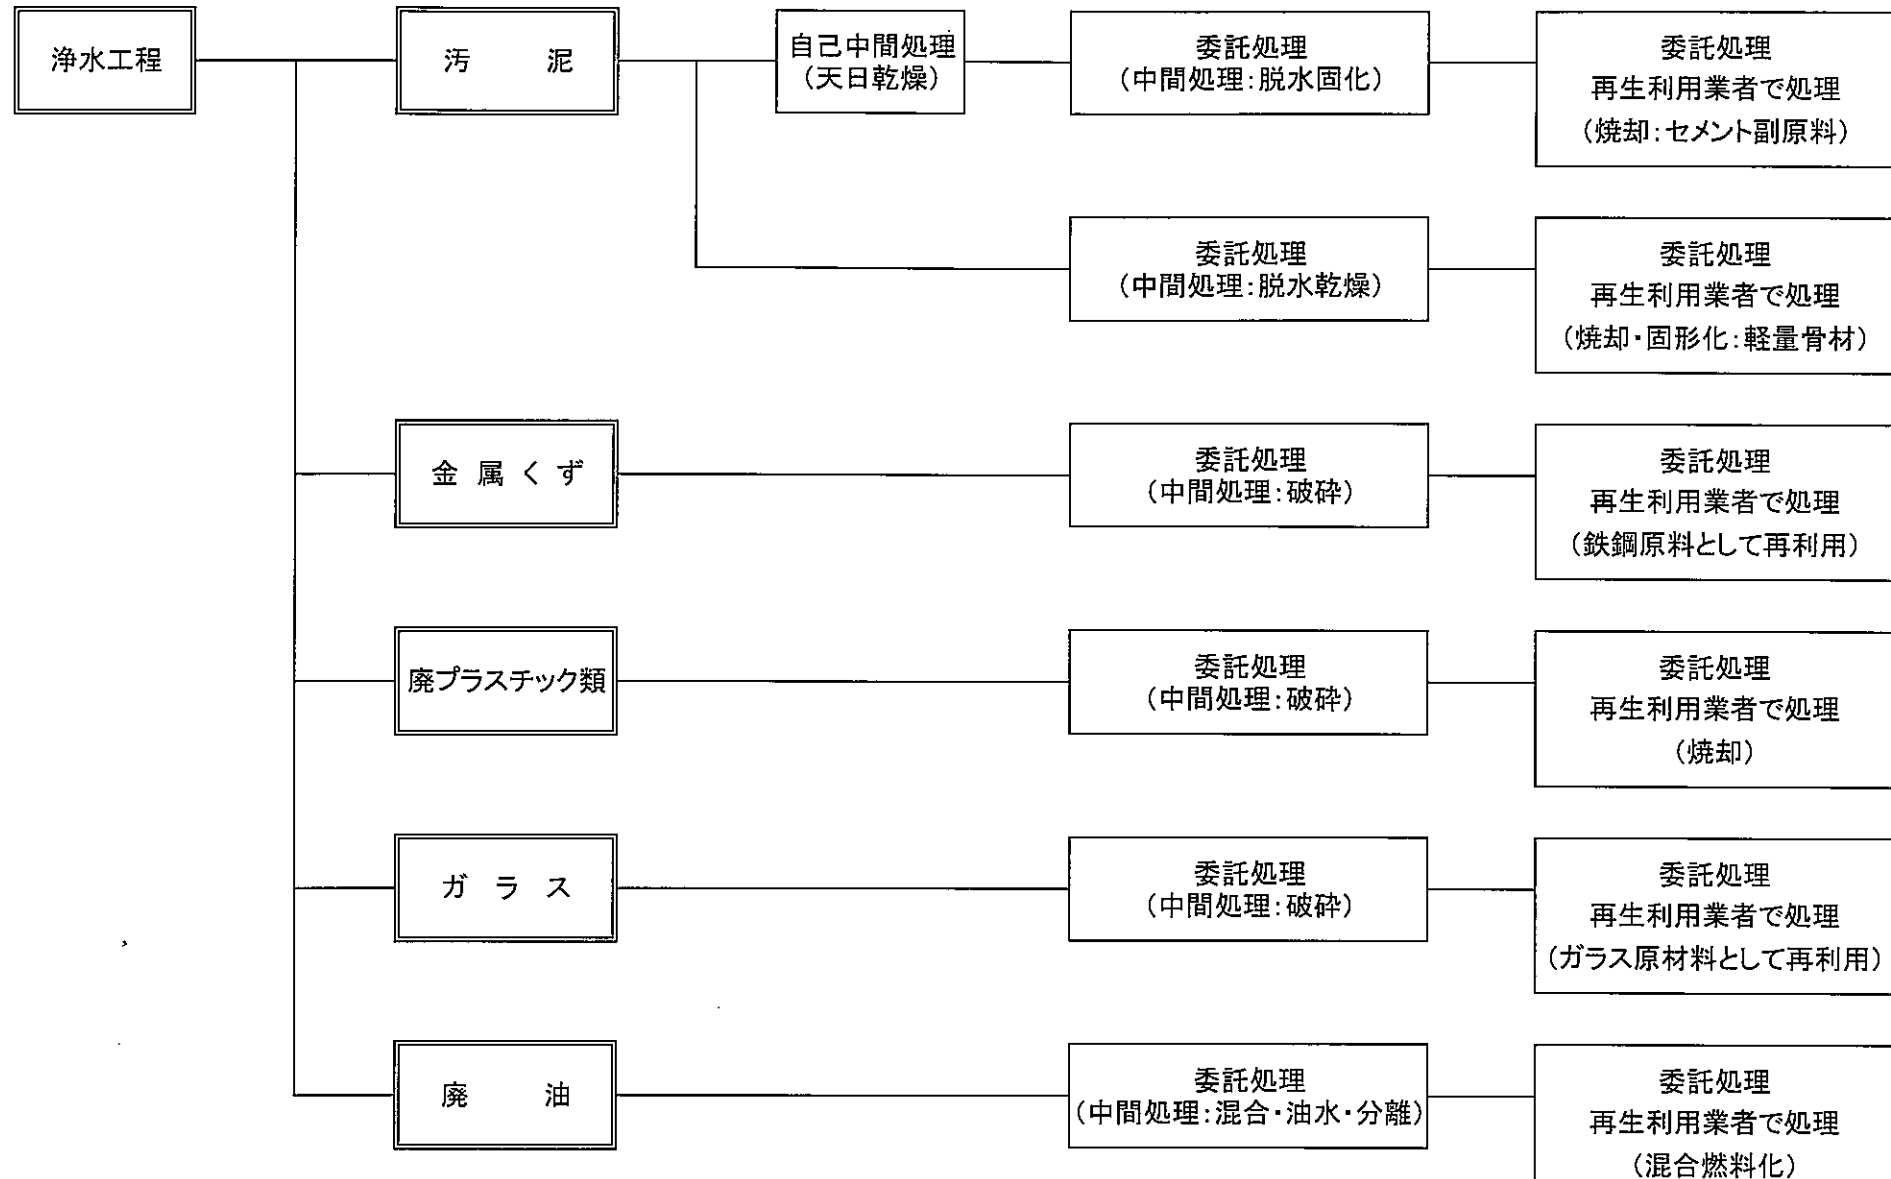 浄水工程
汚泥
自己中間処理
(天日乾燥)
委託処理
(中間処理:脱水固化)
委託処理
再生利用業者で処理
(焼却:セメント副原料)
委託処理
(中間処理:脱水乾燥)
委託処理
再生利用業者で処理
(焼却・固形化:軽量骨材)
金属くず
委託処理
(中間処理:破砕)
委託処理
再生利用業者で処理
(鉄鋼原料として再利用)
廃プラスチック類
委託処理
(中間処理:破砕)
委託処理
再生利用業者で処理
(焼却)
ガラス
委託処理
(中間処理:破砕)
委託処理
再生利用業者で処理
(ガラス原材料として再利用)
廃油
委託処理
(中間処理:混合・油水・分離)
委託処理
再生利用業者で処理
(混合燃料化)